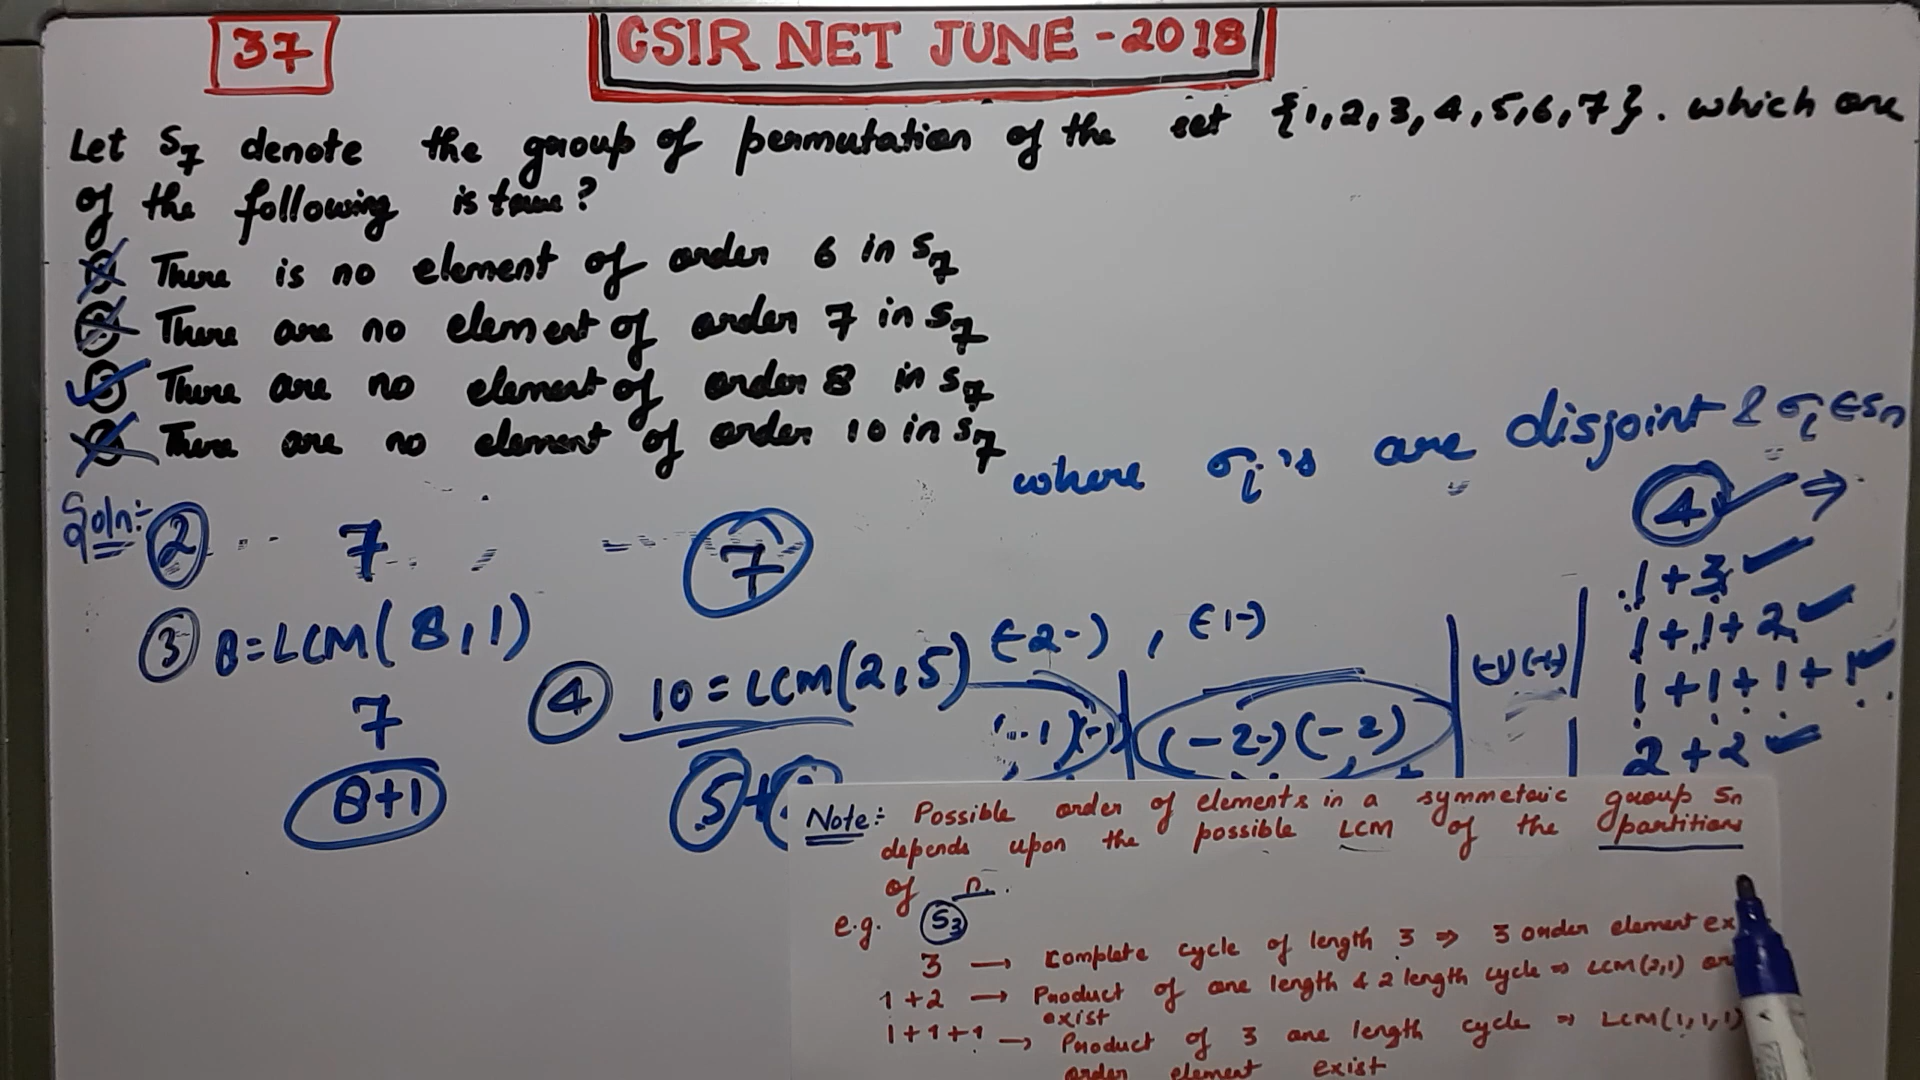 37
CSIR NET JUNE - 2018
Let S7 denote the group of permutation of the set {1,2,3,4,5,6,7}. which are
of the following is true?
There is no element of order 6 in S7
There are no element of order 7 in S7
There are no element of order 8 in S7
There are no element of order 10 in S7
where σi's are disjoint & σi ∈ Sn
Soln:-
2 7 7
4 ⇒
1+3
1+1+2
1+1+1+1
2+2
3 8=LCM(8,1)
7
8+1
4 10=LCM(2,5)
(-2-), (-1-)
(-1)(-1) | (-2-)(-2)
Note:- Possible order of elements in a symmetric group Sn
depends upon the possible LCM of the partitions
of n.
e.g. S3
3 → complete cycle of length 3 ⇒ 3 order element ex
1+2 → Product of one length & 2 length cycle ⇒ LCM(2,1) or
exist
1+1+1 → Product of 3 one length cycle ⇒ LCM(1,1,1)
order element exist